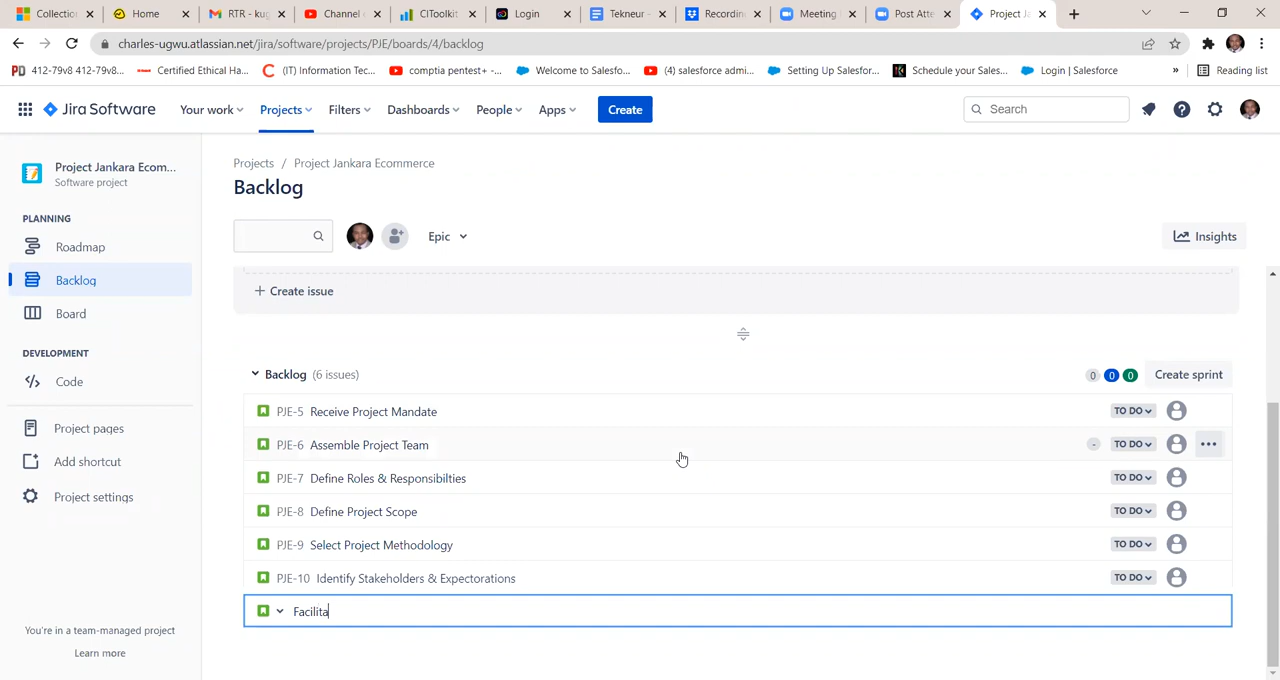 Collectio
Home
RTR - kug
Channel c
CIToolkit
Login
Tekneur -
Recordin
Meeting I
Post Atte
Project Ja
charles-ugwu.atlassian.net/jira/software/projects/PJE/boards/4/backlog
PD 412-79v8 412-79v8...
Certified Ethical Ha...
(IT) Information Tec...
comptia pentest+ -...
Welcome to Salesfo...
(4) salesforce admi...
Setting Up Salesfor...
Schedule your Sales...
Login | Salesforce
»
Reading list
Jira Software
Your work
Projects
Filters
Dashboards
People
Apps
Create
Search
Project Jankara Ecom...
Software project
PLANNING
Roadmap
Backlog
Board
DEVELOPMENT
Code
Project pages
Add shortcut
Project settings
You're in a team-managed project
Learn more
Projects / Project Jankara Ecommerce
Backlog
Epic
Insights
+ Create issue
Backlog (6 issues)
0 0 0
Create sprint
PJE-5 Receive Project Mandate TO DO
PJE-6 Assemble Project Team - TO DO
PJE-7 Define Roles & Responsibilties TO DO
PJE-8 Define Project Scope TO DO
PJE-9 Select Project Methodology TO DO
PJE-10 Identify Stakeholders & Expectorations TO DO
Facilita